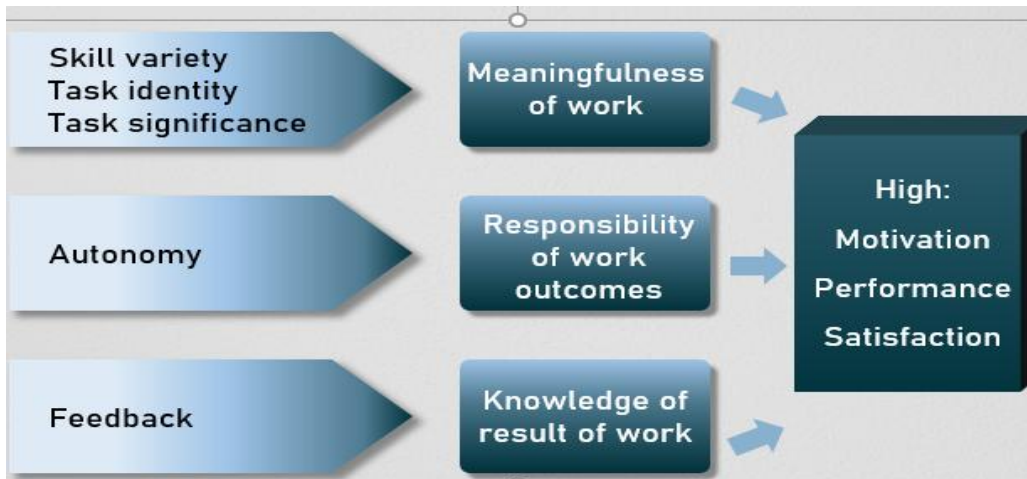 Skill variety
Task identity
Task significance
Meaningfulness
of work
Autonomy
Responsibility
of work
outcomes
Feedback
Knowledge of
result of work
High:
Motivation
Performance
Satisfaction